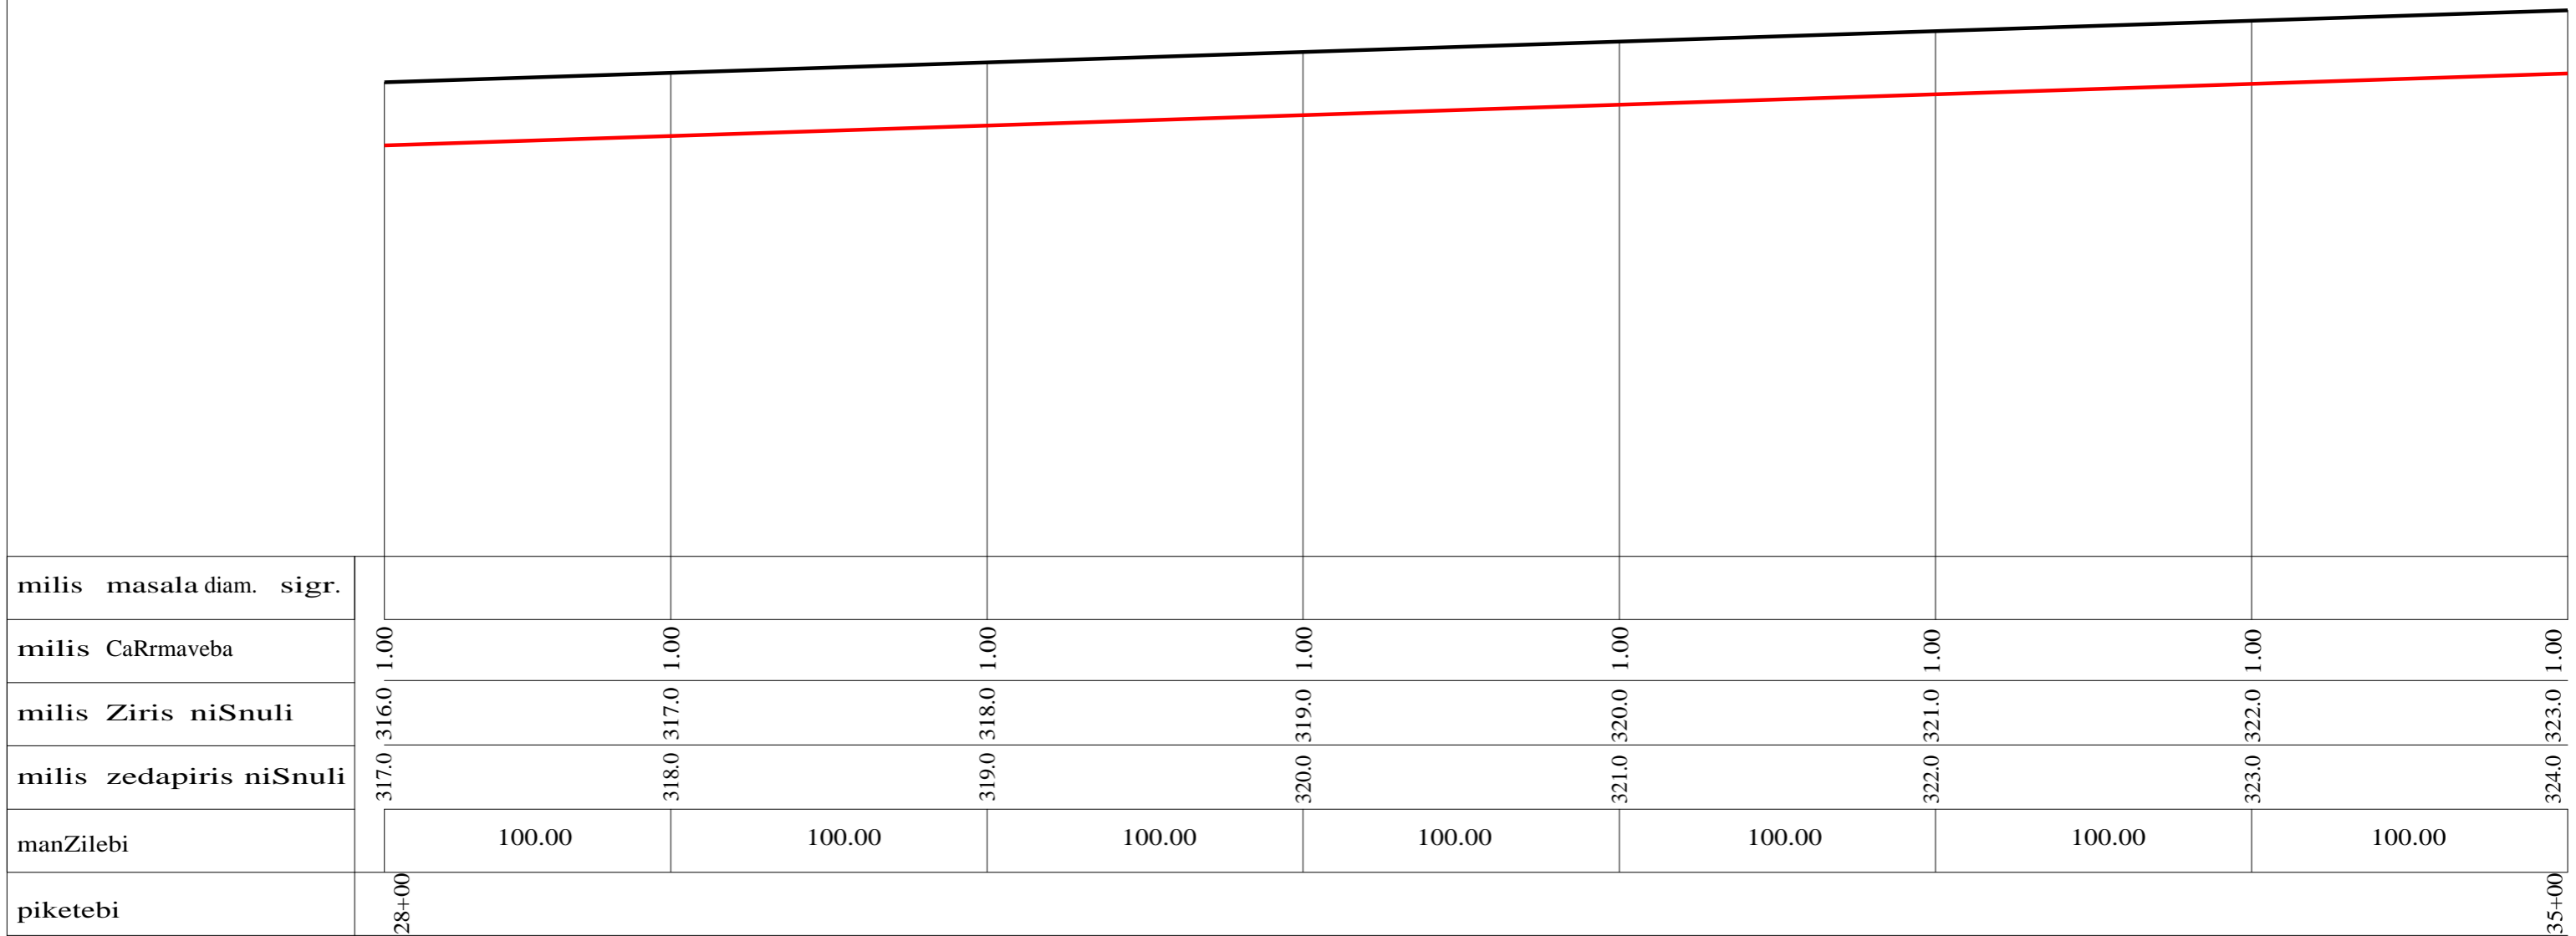 milis masala diam. sigr.
milis CaRrmaveba 1.00 1.00 1.00 1.00 1.00 1.00 1.00 1.00
milis Ziris niSnuli 316.0 317.0 318.0 319.0 320.0 321.0 322.0 323.0
milis zedapiris niSnuli 317.0 318.0 319.0 320.0 321.0 322.0 323.0 324.0
manZilebi 100.00 100.00 100.00 100.00 100.00 100.00 100.00
piketebi 28+00 35+00